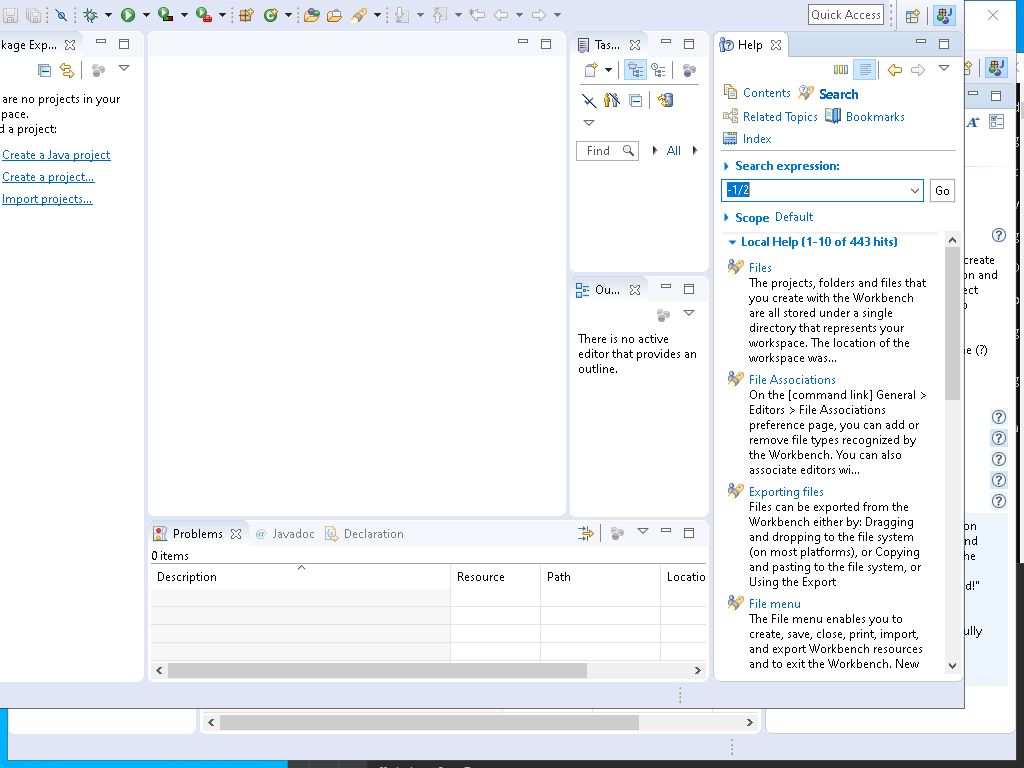 Quick Access
kage Exp...
Tas...
Help
Contents
Search
Related Topics
Bookmarks
Index
are no projects in your
pace.
d a project:
Create a Java project
Create a project...
Import projects...
Find
All
Search expression:
-1/2
Go
Scope Default
Local Help (1-10 of 443 hits)
Files
The projects, folders and files that
you create with the Workbench
are all stored under a single
directory that represents your
workspace. The location of the
workspace was...
File Associations
On the [command link] General >
Editors > File Associations
preference page, you can add or
remove file types recognized by
the Workbench. You can also
associate editors wi...
Exporting files
Files can be exported from the
Workbench either by: Dragging
and dropping to the file system
(on most platforms), or Copying
and pasting to the file system, or
Using the Export
File menu
The File menu enables you to
create, save, close, print, import,
and export Workbench resources
and to exit the Workbench. New
Ou...
There is no active
editor that provides an
outline.
Problems
Javadoc
Declaration
0 items
Description
Resource
Path
Locatio
create
on and
ect
e (?)
on
nd
he
d!"
ully